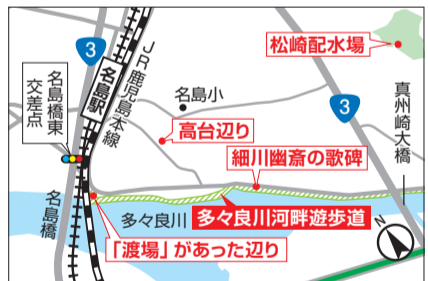 3
松崎配水場
JR鹿児島本線
名島駅
名島橋東
交差点
名島小
高台辺り
3
真州崎大橋
細川幽斎の歌碑
名島橋
多々良川
多々良川河畔遊歩道
「渡場」があった辺り
N